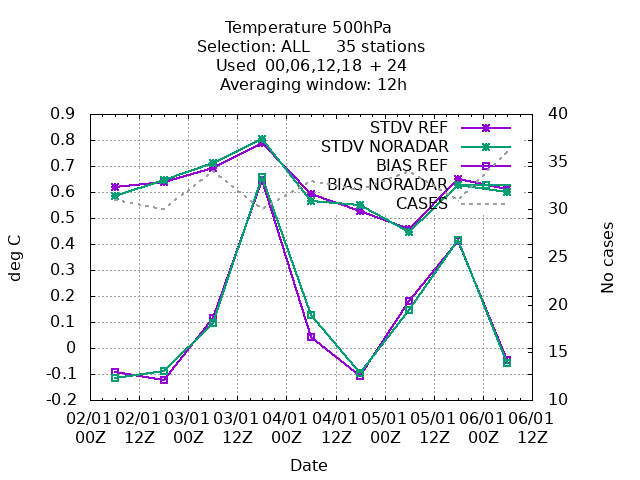 Temperature 500hPa
Selection: ALL 35 stations
Used 00,06,12,18 + 24
Averaging window: 12h
STDV REF
STDV NORADAR
BIAS REF
BIAS NORADAR
CASES
0.9
0.8
0.7
0.6
0.5
0.4
0.3
0.2
0.1
0
-0.1
-0.2
deg C
40
35
30
25
20
15
10
No cases
02/01 02/01 03/01 03/01 04/01 04/01 05/01 05/01 06/01 06/01
00Z 12Z 00Z 12Z 00Z 12Z 00Z 12Z 00Z 12Z
Date